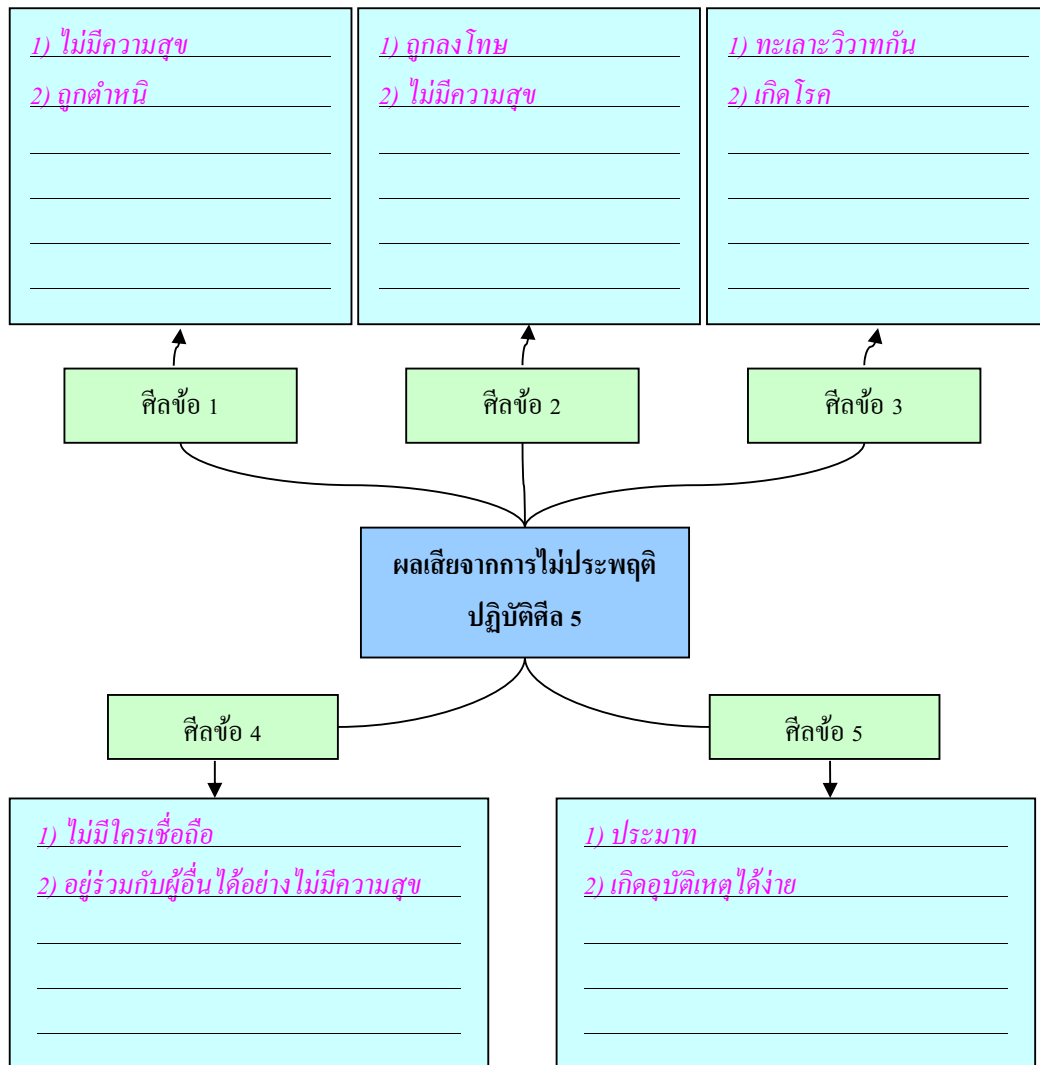 1) ไม่มีความสุข
2) ถูกตำหนิ
1) ถูกลงโทษ
2) ไม่มีความสุข
1) ทะเลาะวิวาทกัน
2) เกิดโรค
ศีลข้อ 1
ศีลข้อ 2
ศีลข้อ 3
ผลเสียจากการไม่ประพฤติ
ปฏิบัติศีล 5
ศีลข้อ 4
ศีลข้อ 5
1) ไม่มีใครเชื่อถือ
2) อยู่ร่วมกับผู้อื่นได้อย่างไม่มีความสุข
1) ประมาท
2) เกิดอุบัติเหตุได้ง่าย